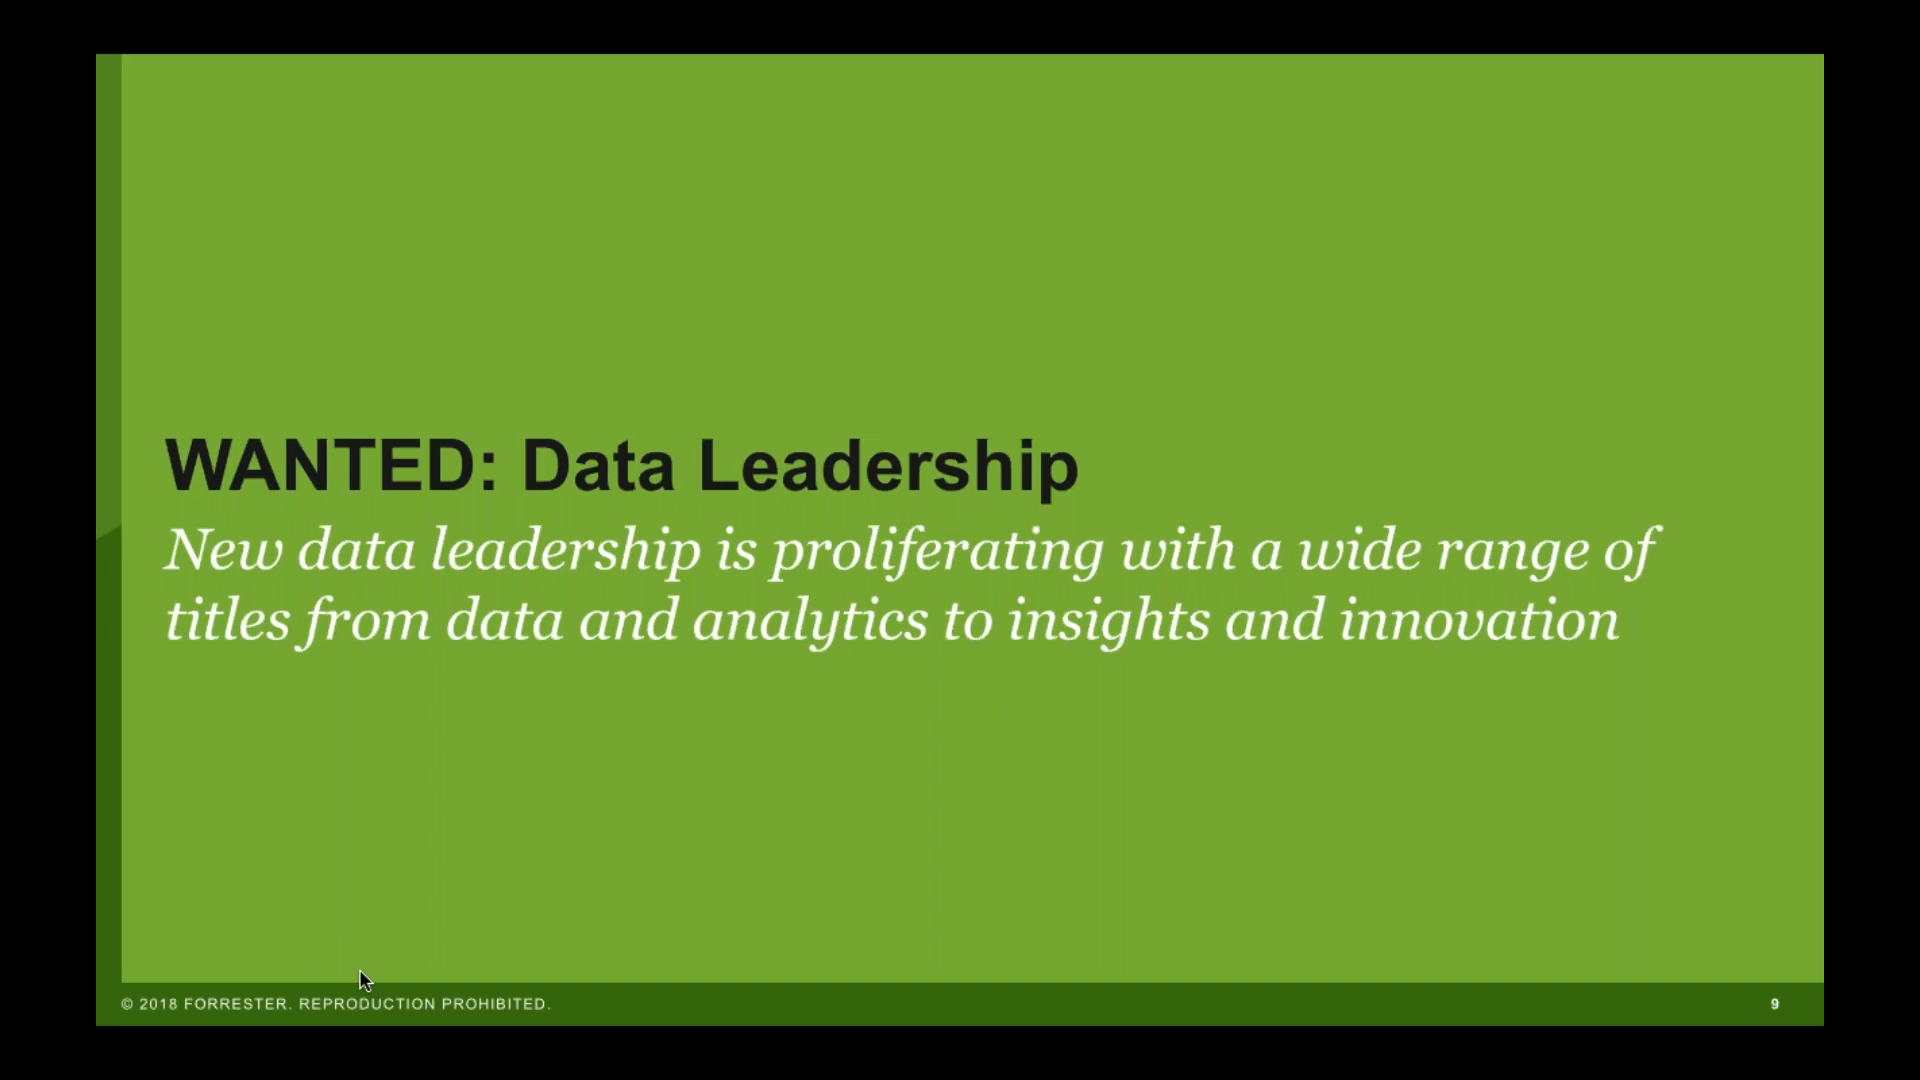 WANTED: Data Leadership
New data leadership is proliferating with a wide range of
titles from data and analytics to insights and innovation
© 2018 FORRESTER. REPRODUCTION PROHIBITED.
9